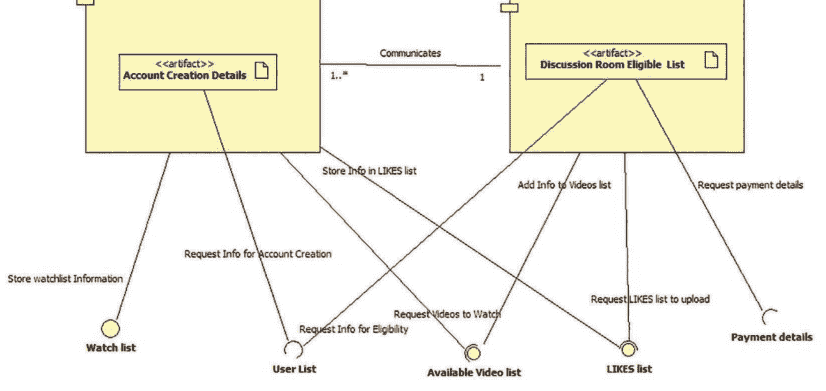 <<artifact>>
Account Creation Details
Communicates
1..*
1
<<artifact>>
Discussion Room Eligible List
Store Info in LIKES list
Add Info to Videos list
Request payment details
Request Info for Account Creation
Store watchlist Information
Request LIKES list to upload
Request Videos to Watch
Request Info for Eligibility
Payment details
Watch list
User List
Available Video list
LIKES list